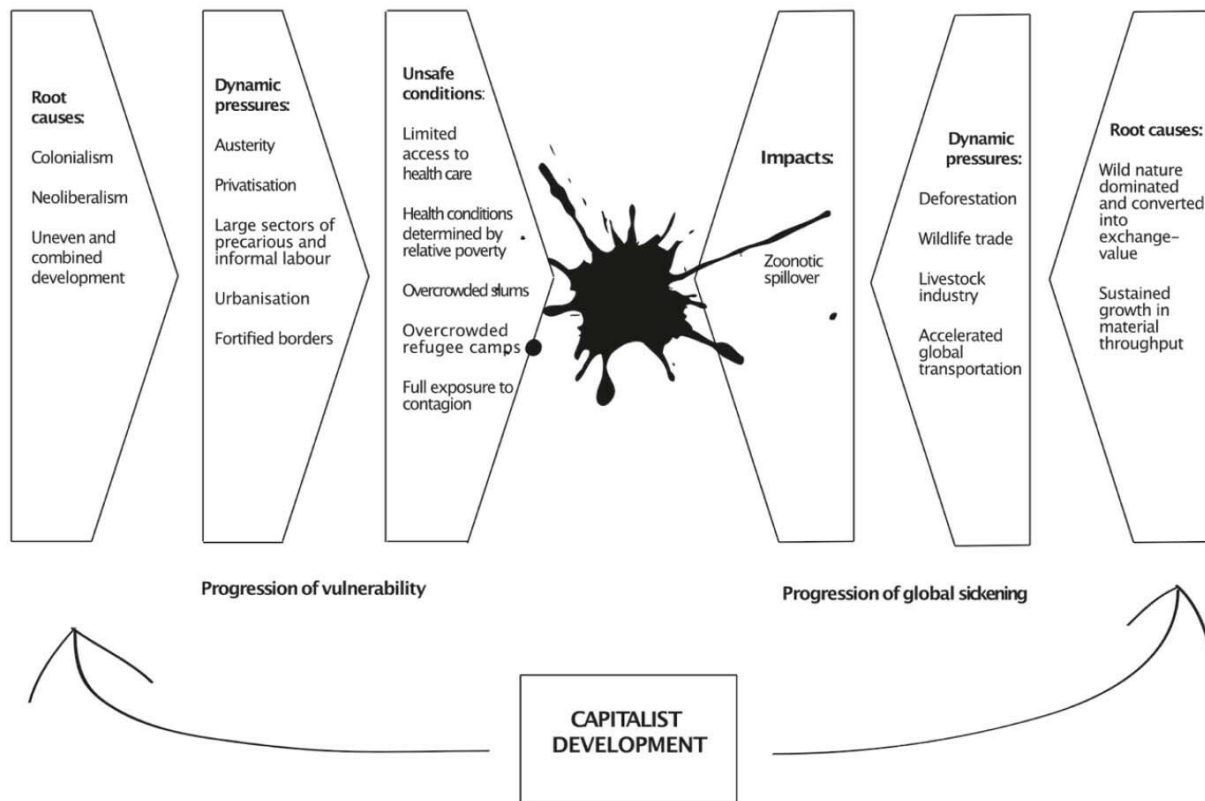 Root
causes:
Colonialism
Neoliberalism
Uneven and
combined
development
Dynamic
pressures:
Austerity
Privatisation
Large sectors of
precarious and
informal labour
Urbanisation
Fortified borders
Unsafe
conditions:
Limited
access to
health care
Health conditions
determined by
relative poverty
Overcrowded slums
Overcrowded
refugee camps
Full exposure to
contagion
Impacts:
Zoonotic
spillover
Dynamic
pressures:
Deforestation
Wildlife trade
Livestock
industry
Accelerated
global
transportation
Root causes:
Wild nature
dominated
and converted
into
exchange-
value
Sustained
growth in
material
throughput
Progression of vulnerability
Progression of global sickening
CAPITALIST
DEVELOPMENT